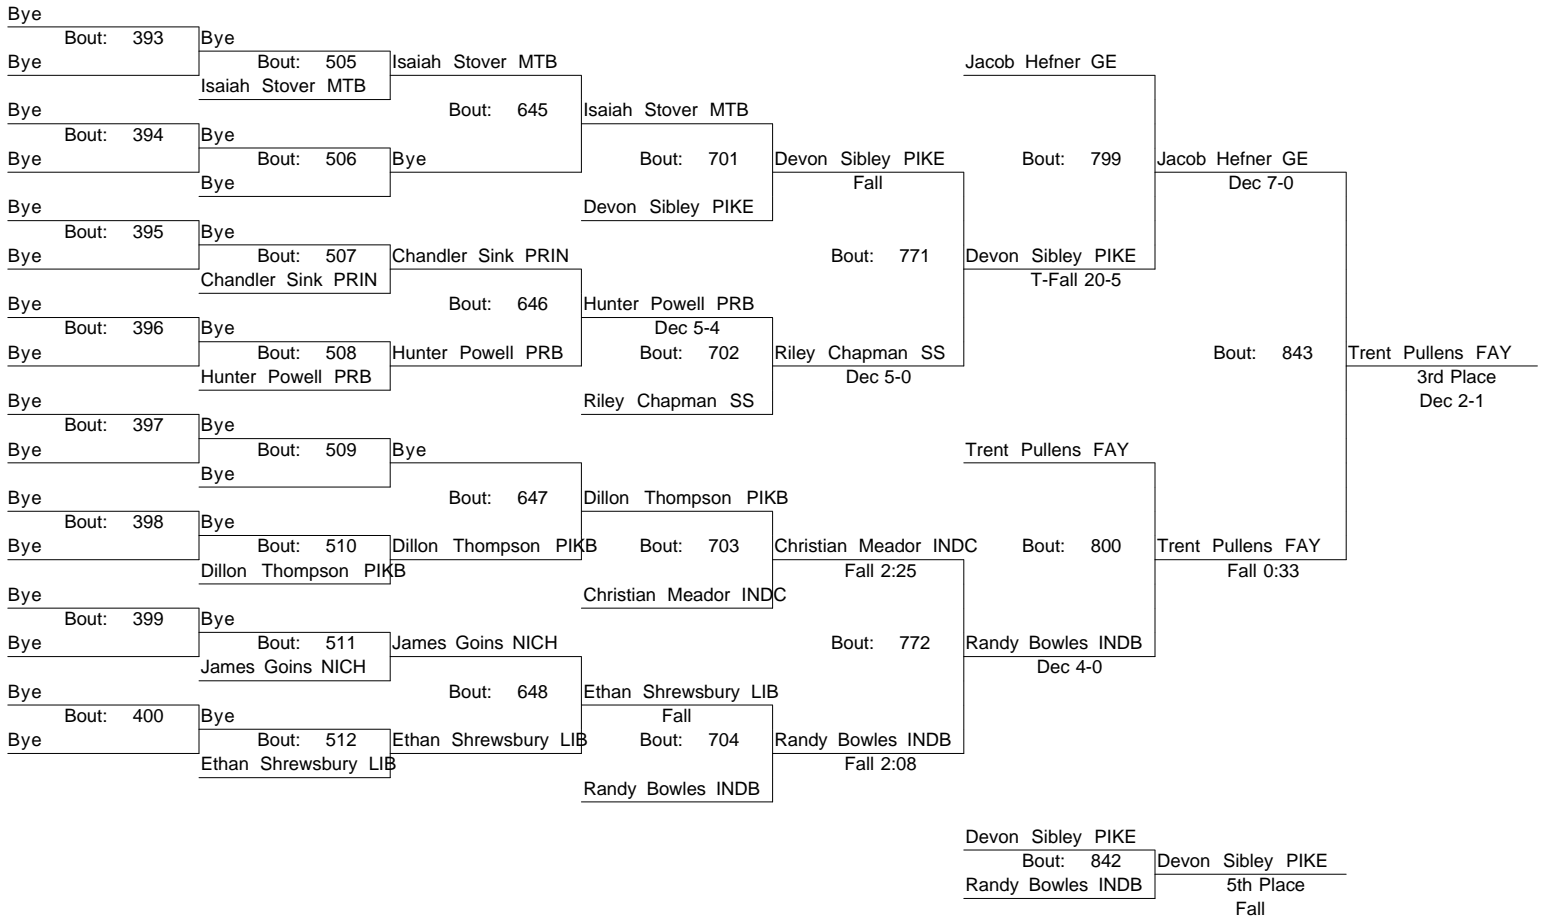 Bye
Bout: 393 Bye
Bye Bout: 505 Isaiah Stover MTB Jacob Hefner GE
Isaiah Stover MTB
Bye Bout: 645 Isaiah Stover MTB
Bout: 394 Bye
Bye Bout: 506 Bye Bout: 701 Devon Sibley PIKE Bout: 799 Jacob Hefner GE
Bye Fall Dec 7-0
Bye Devon Sibley PIKE
Bout: 395 Bye
Bye Bout: 507 Chandler Sink PRIN Bout: 771 Devon Sibley PIKE
Chandler Sink PRIN T-Fall 20-5
Bye Bout: 646 Hunter Powell PRB
Bout: 396 Bye Dec 5-4
Bye Bout: 508 Hunter Powell PRB Bout: 702 Riley Chapman SS Bout: 843 Trent Pullens FAY
Hunter Powell PRB Dec 5-0 3rd Place
Bye Riley Chapman SS Dec 2-1
Bout: 397 Bye
Bye Bout: 509 Bye Trent Pullens FAY
Bye
Bye Bout: 647 Dillon Thompson PIKB
Bout: 398 Bye
Bye Bout: 510 Dillon Thompson PIKB Bout: 703 Christian Meador INDC Bout: 800 Trent Pullens FAY
Dillon Thompson PIKB Fall 2:25 Fall 0:33
Bye Christian Meador INDC
Bout: 399 Bye
Bye Bout: 511 James Goins NICH Bout: 772 Randy Bowles INDB
James Goins NICH Dec 4-0
Bye Bout: 648 Ethan Shrewsbury LIB
Bout: 400 Bye Fall
Bye Bout: 512 Ethan Shrewsbury LIB Bout: 704 Randy Bowles INDB
Ethan Shrewsbury LIB Fall 2:08
Randy Bowles INDB
Devon Sibley PIKE
Bout: 842 Devon Sibley PIKE
Randy Bowles INDB 5th Place
Fall